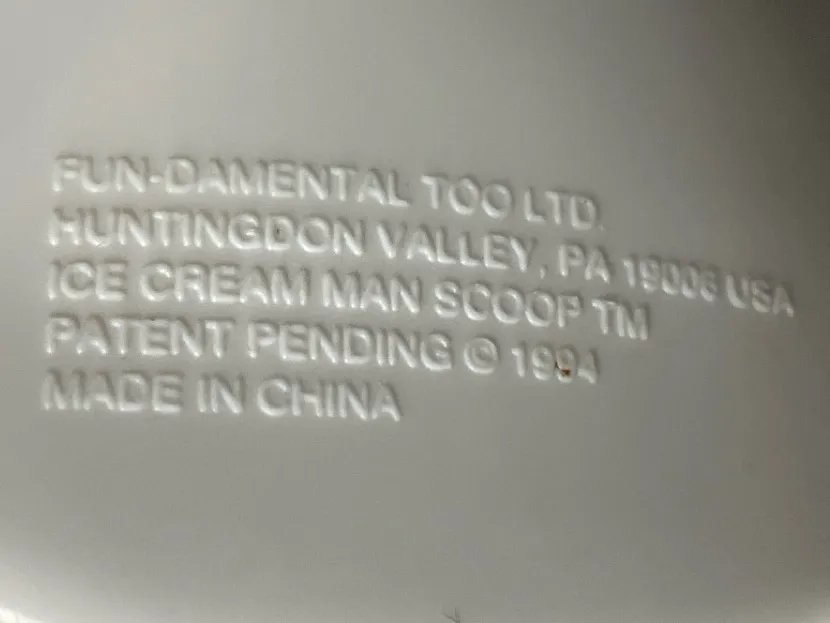 FUN-DAMENTAL TOO LTD.
HUNTINGDON VALLEY, PA 19006 USA
ICE CREAM MAN SCOOP TM
PATENT PENDING © 1994
MADE IN CHINA